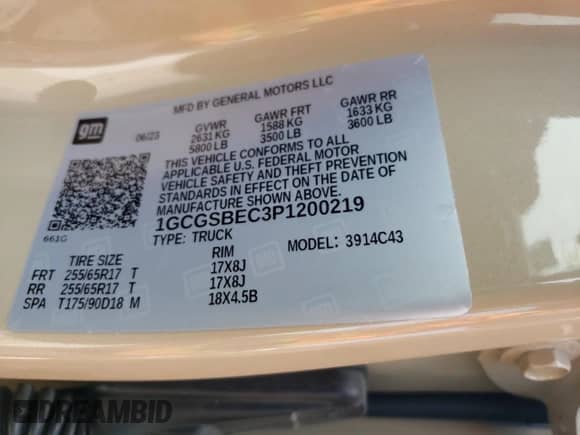 MFD BY GENERAL MOTORS LLC
gm
06/23
GVWR GAWR FRT GAWR RR
2631 KG 1588 KG 1633 KG
5800 LB 3500 LB 3600 LB
THIS VEHICLE CONFORMS TO ALL
APPLICABLE U.S. FEDERAL MOTOR
VEHICLE SAFETY AND THEFT PREVENTION
STANDARDS IN EFFECT ON THE DATE OF
MANUFACTURE SHOWN ABOVE.
1GCGSBEC3P1200219
TYPE: TRUCK MODEL: 3914C43
661G
TIRE SIZE RIM
FRT 255/65R17 T 17X8J
RR 255/65R17 T 17X8J
SPA T175/90D18 M 18X4.5B
DREAMBID